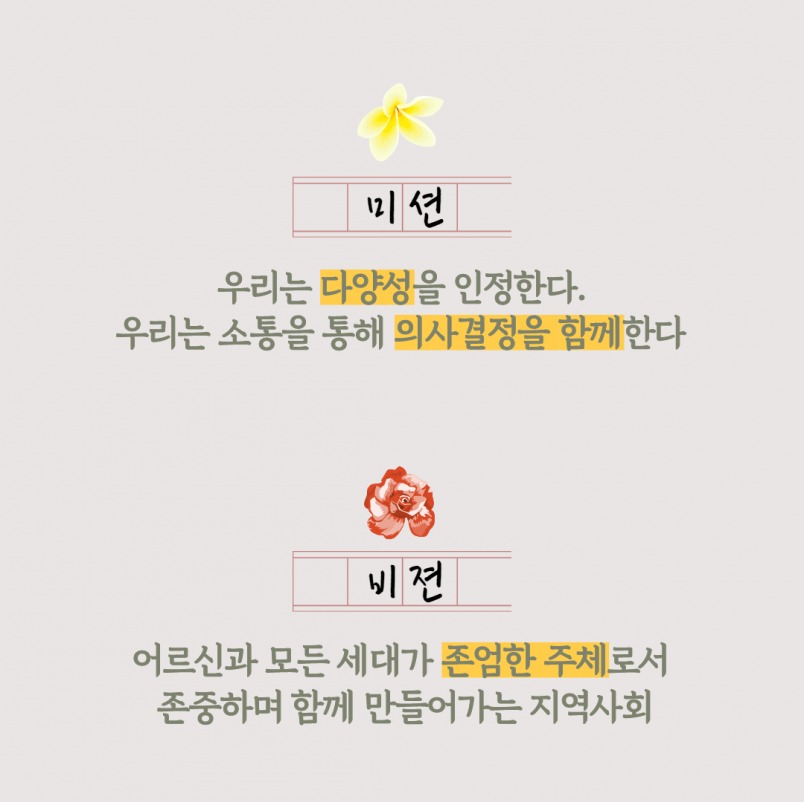 미션
우리는 다양성을 인정한다.
우리는 소통을 통해 의사결정을 함께한다
비젼
어르신과 모든 세대가 존엄한 주체로서
존중하며 함께 만들어가는 지역사회